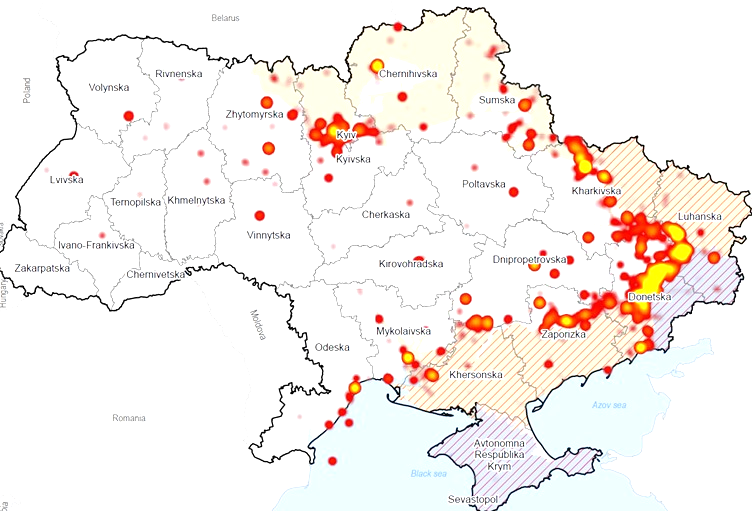 Belarus
Poland
Volynska
Rivnenska
Zhytomyrska
Chernihivska
Sumska
Kyiv
Kyivska
Lvivska
Ternopilska
Khmelnytska
Ivano-Frankivska
Zakarpatska
Chernivetska
Vinnytska
Cherkaska
Poltavska
Kharkivska
Luhanska
Kirovohradska
Dnipropetrovska
Donetska
Odeska
Mykolaivska
Zaporizka
Khersonska
Moldova
Romania
Avtonomna
Respublika
Krym
Sevastopol
Azov sea
Black sea